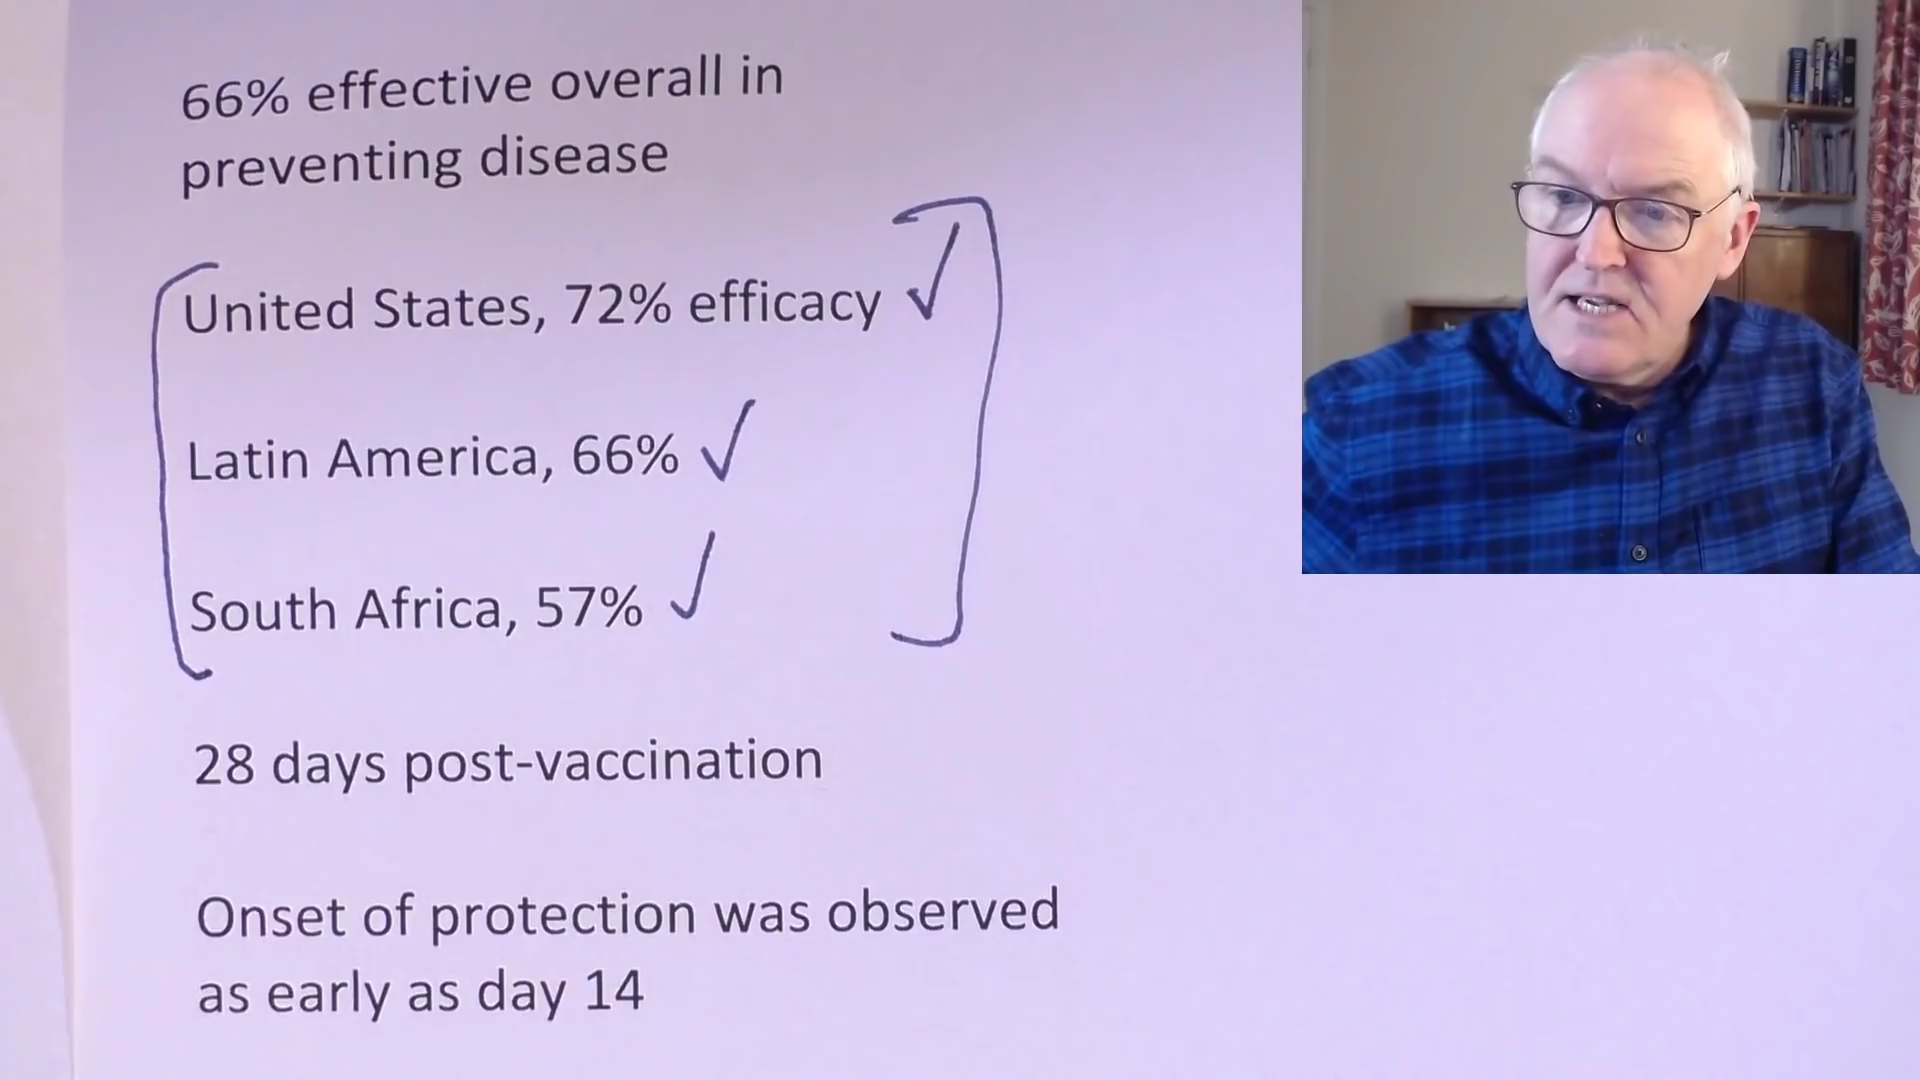 66% effective overall in
preventing disease
United States, 72% efficacy
Latin America, 66%
South Africa, 57%
28 days post-vaccination
Onset of protection was observed
as early as day 14